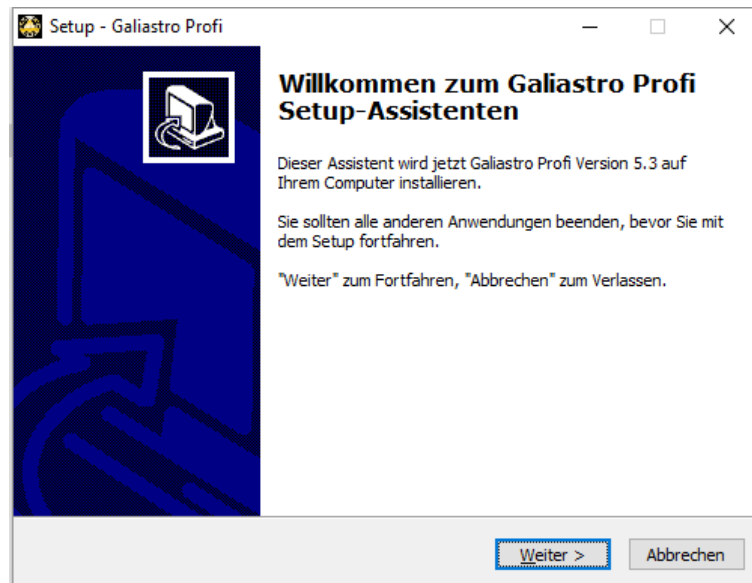 Setup - Galiastro Profi
Willkommen zum Galiastro Profi
Setup-Assistenten
Dieser Assistent wird jetzt Galiastro Profi Version 5.3 auf
Ihrem Computer installieren.
Sie sollten alle anderen Anwendungen beenden, bevor Sie mit
dem Setup fortfahren.
"Weiter" zum Fortfahren, "Abbrechen" zum Verlassen.
Weiter >
Abbrechen